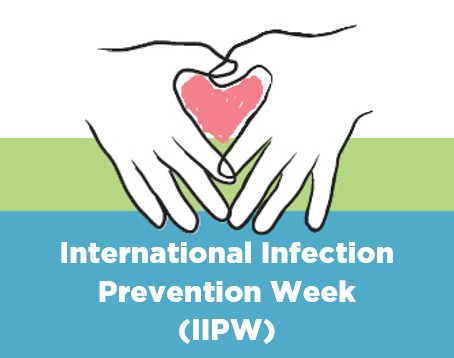 International Infection
Prevention Week
(IIPW)